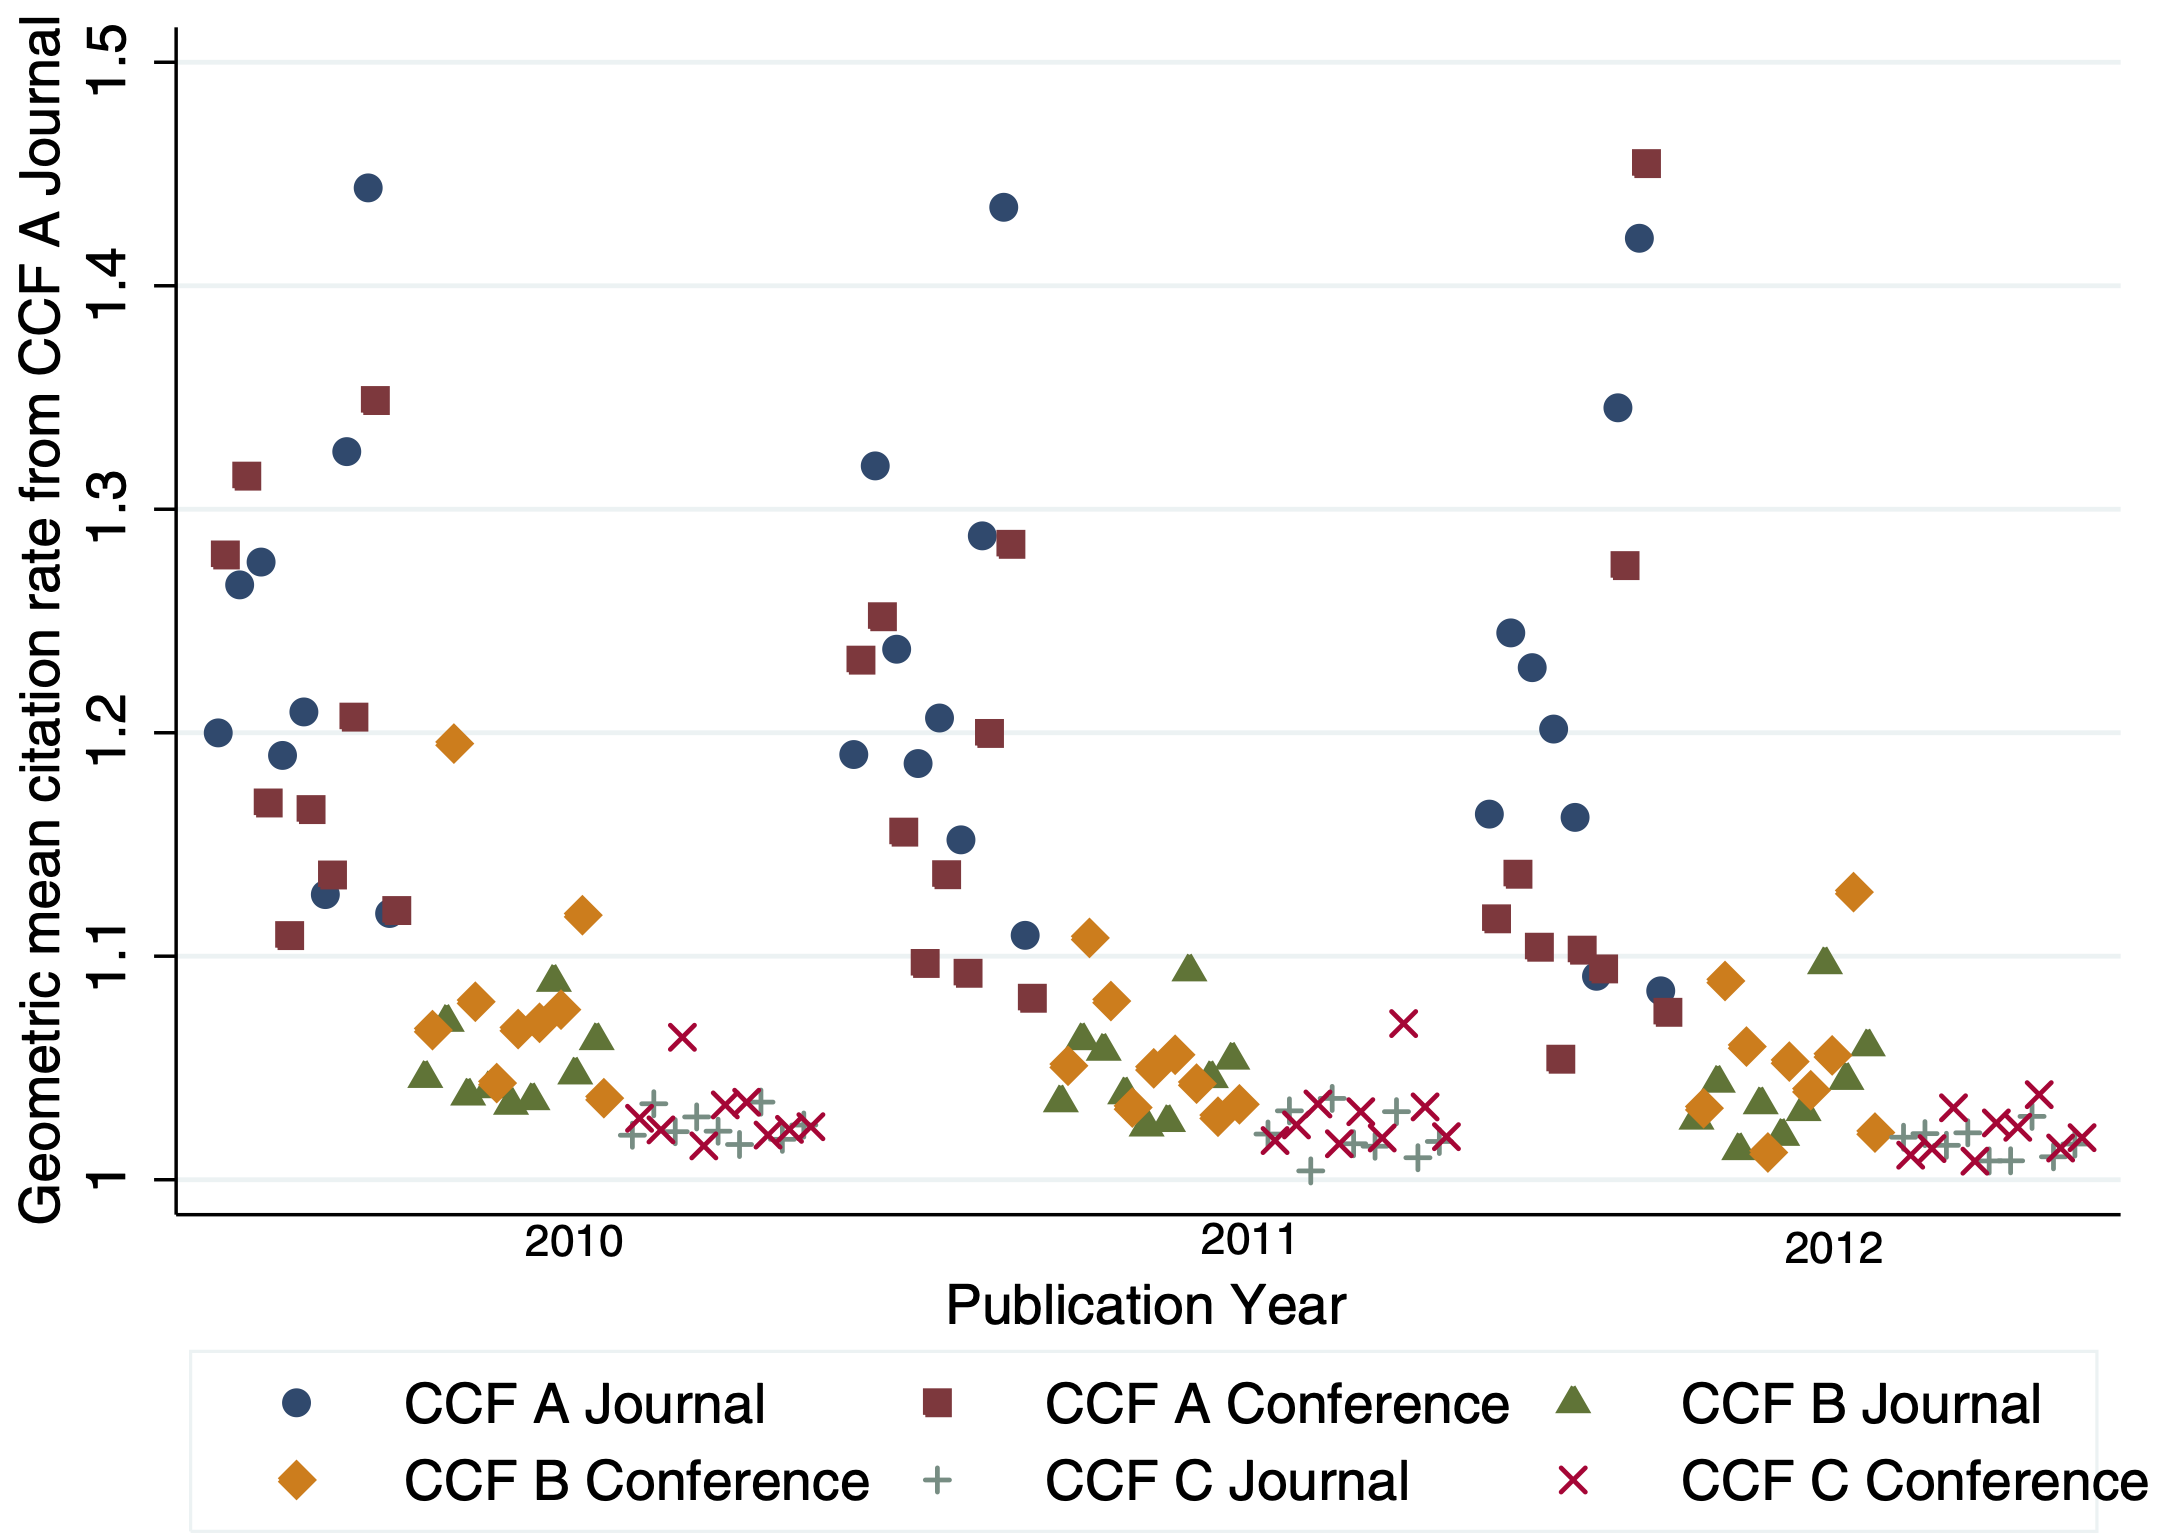 Geometric mean citation rate from CCF A Journal
1.5
1.4
1.3
1.2
1.1
1
2010 2011 2012
Publication Year
CCF A Journal CCF A Conference CCF B Journal
CCF B Conference CCF C Journal CCF C Conference